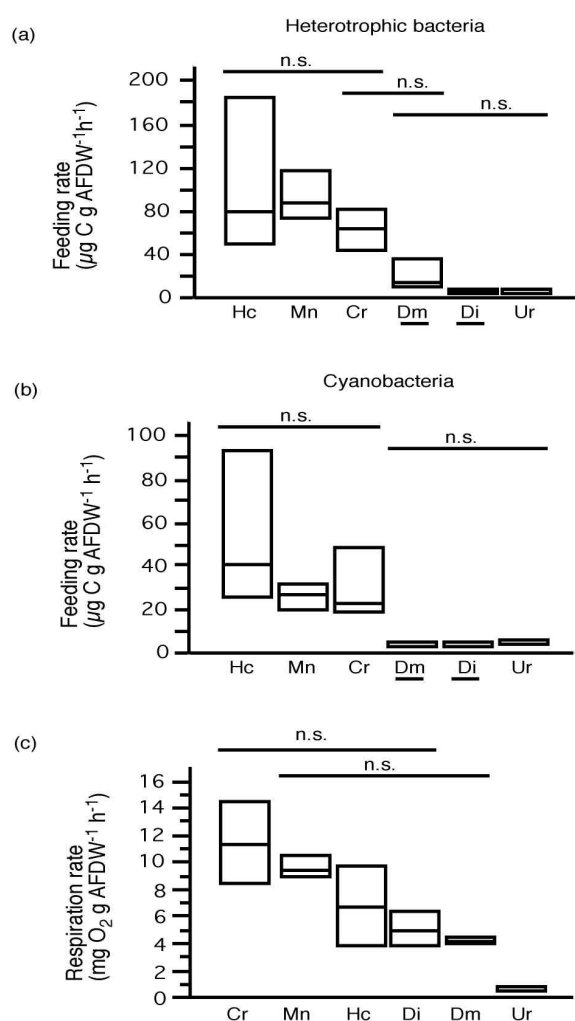 (a)
Heterotrophic bacteria
n.s.
n.s.
n.s.
Feeding rate
(µg C g AFDW⁻¹h⁻¹)
200
160
120
80
40
0
Hc Mn Cr Dm Di Ur
(b)
Cyanobacteria
n.s.
n.s.
Feeding rate
(µg C g AFDW⁻¹ h⁻¹)
100
80
60
40
20
0
Hc Mn Cr Dm Di Ur
(c)
n.s.
n.s.
Respiration rate
(mg O₂ g AFDW⁻¹ h⁻¹)
16
14
12
10
8
6
4
2
0
Cr Mn Hc Di Dm Ur